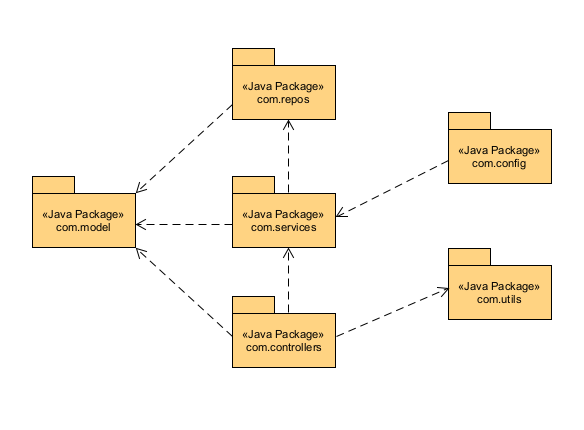 «Java Package»
com.repos
«Java Package»
com.config
«Java Package»
com.model
«Java Package»
com.services
«Java Package»
com.utils
«Java Package»
com.controllers